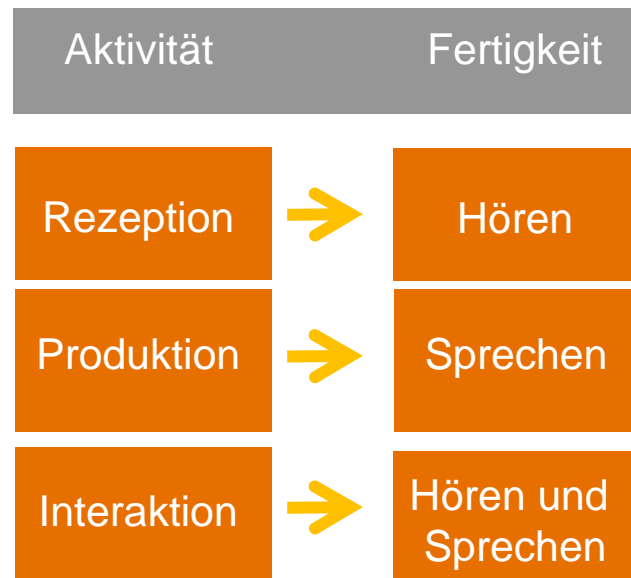 Aktivität Fertigkeit
Rezeption Hören
Produktion Sprechen
Interaktion Hören und
Sprechen